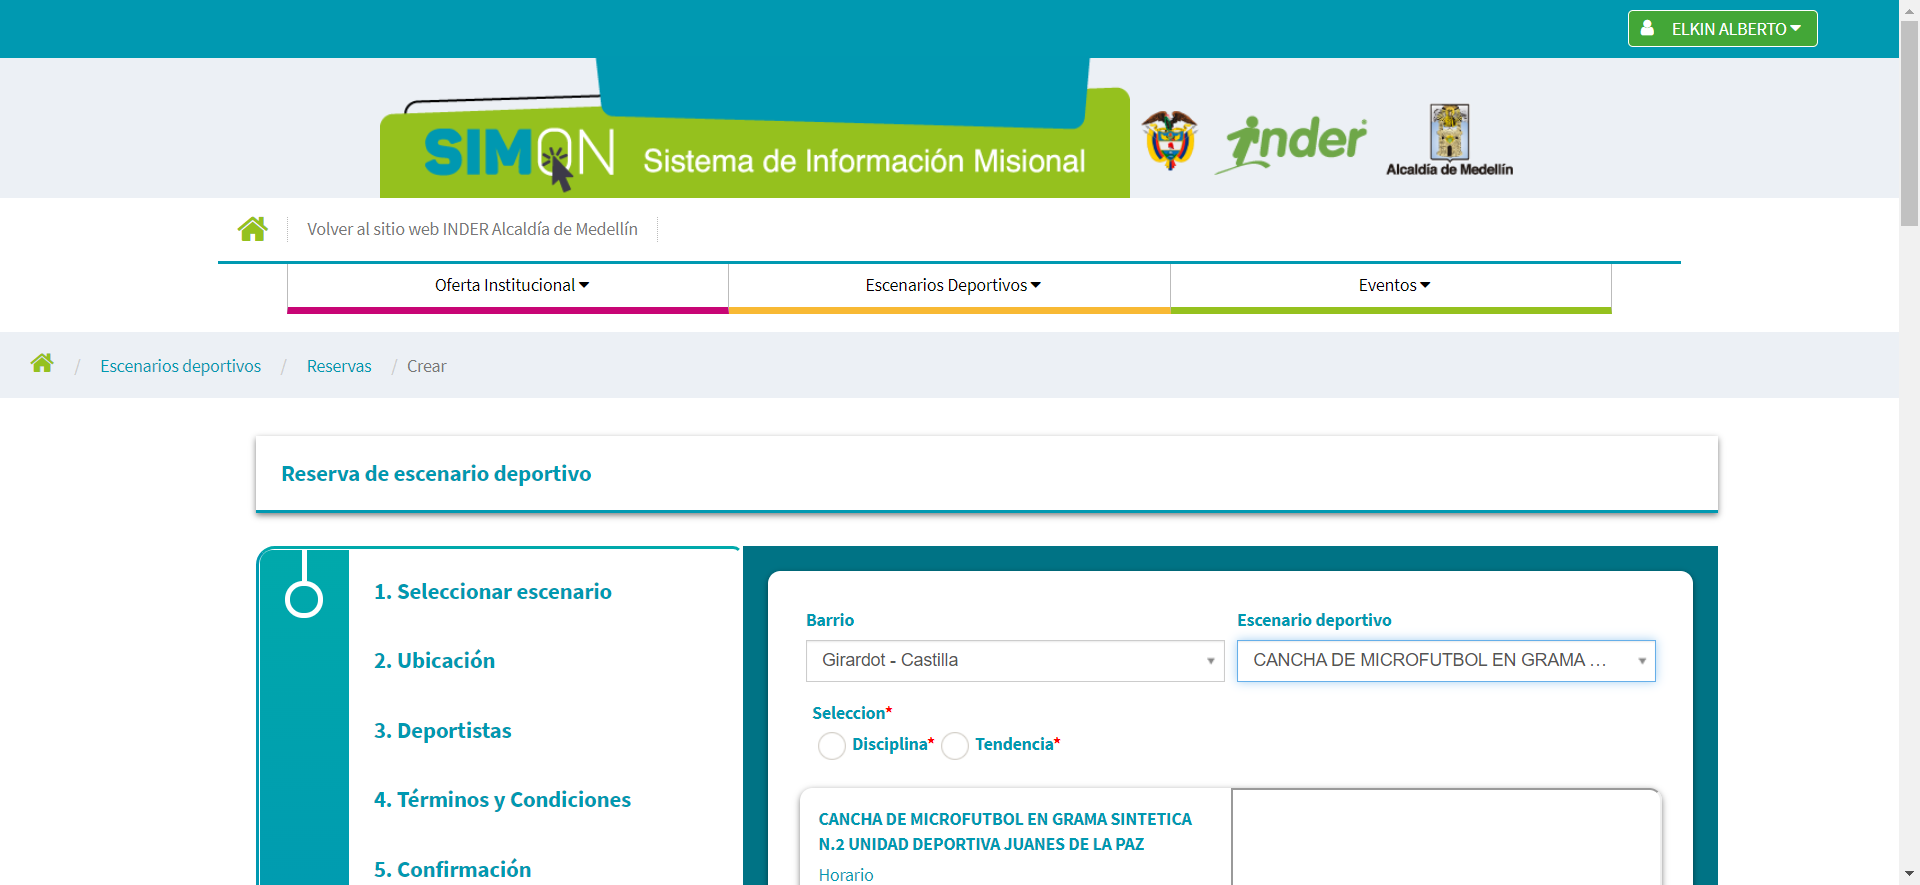 ELKIN ALBERTO
SIMON Sistema de Información Misional
inder
Alcaldía de Medellín
Volver al sitio web INDER Alcaldía de Medellín
Oferta Institucional
Escenarios Deportivos
Eventos
/ Escenarios deportivos / Reservas / Crear
Reserva de escenario deportivo
1. Seleccionar escenario
2. Ubicación
3. Deportistas
4. Términos y Condiciones
5. Confirmación
Barrio
Girardot - Castilla
Escenario deportivo
CANCHA DE MICROFUTBOL EN GRAMA ...
Seleccion*
Disciplina* Tendencia*
CANCHA DE MICROFUTBOL EN GRAMA SINTETICA
N.2 UNIDAD DEPORTIVA JUANES DE LA PAZ
Horario